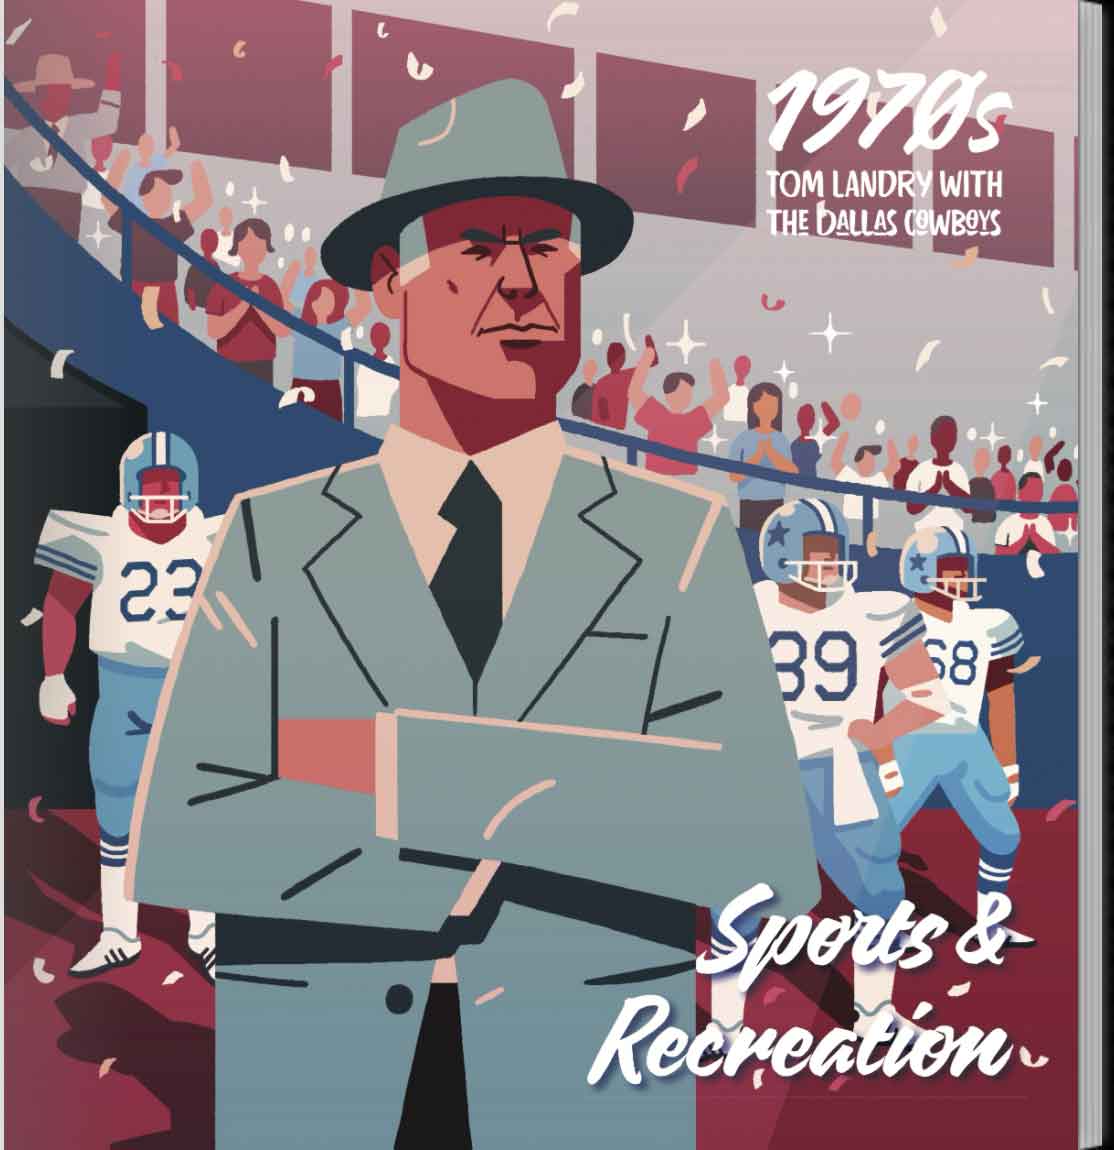 1970s
TOM LANDRY WITH
THE DALLAS COWBOYS
23
39
68
Sports &
Recreation